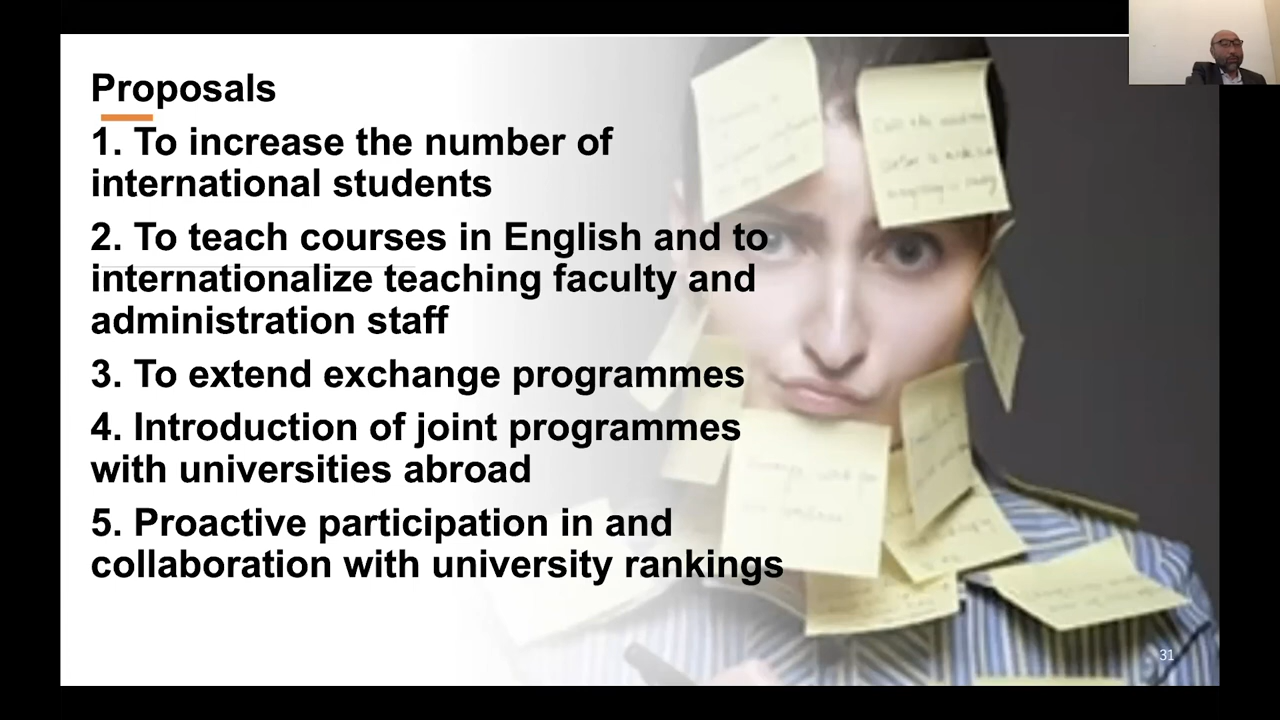 Proposals
1. To increase the number of
international students
2. To teach courses in English and to
internationalize teaching faculty and
administration staff
3. To extend exchange programmes
4. Introduction of joint programmes
with universities abroad
5. Proactive participation in and
collaboration with university rankings
31